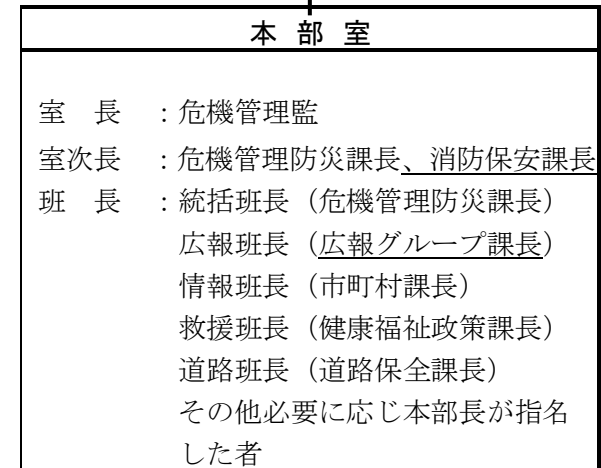 本 部 室
室 長 ：危機管理監
室次長 ：危機管理防災課長、消防保安課長
班 長 ：統括班長（危機管理防災課長）
広報班長（広報グループ課長）
情報班長（市町村課長）
救援班長（健康福祉政策課長）
道路班長（道路保全課長）
その他必要に応じ本部長が指名
した者